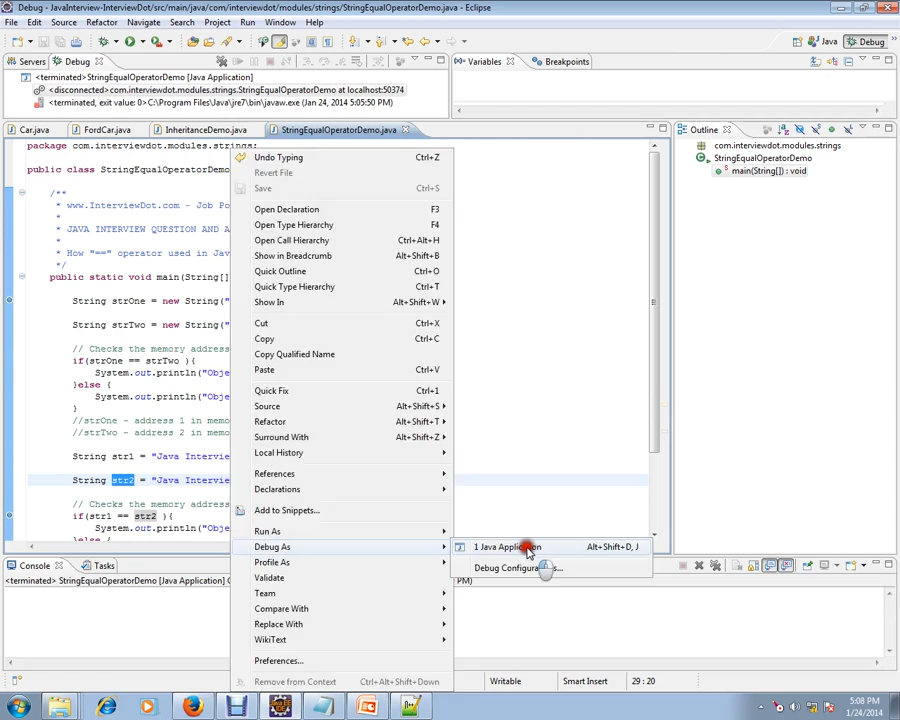 Debug - JavaInterview-InterviewDot/src/main/java/com/interviewdot/modules/strings/StringEqualOperatorDemo.java - Eclipse
File Edit Source Refactor Navigate Search Project Run Window Help
Java Debug
Servers Debug
<terminated>StringEqualOperatorDemo [Java Application]
<disconnected>com.interviewdot.modules.strings.StringEqualOperatorDemo at localhost:50374
<terminated, exit value: 0>C:\Program Files\Java\jre7\bin\javaw.exe (Jan 24, 2014 5:05:50 PM)
Variables Breakpoints
Car.java FordCar.java InheritanceDemo.java StringEqualOperatorDemo.java
package com.interviewdot.modules.strings;
public class StringEqualOperatorDemo
/**
* www.InterviewDot.com - Job Po
*
* JAVA INTERVIEW QUESTION AND A
*
* How "==" operator used in Jav
*/
public static void main(String[]
String strOne = new String("
String strTwo = new String("
// Checks the memory address
if(strOne == strTwo ){
System.out.println("Obje
}else {
System.out.println("Obje
}
//strOne - address 1 in memo
//strTwo - address 2 in memo
String str1 = "Java Intervie
String str2 = "Java Intervie
// Checks the memory address
if(str1 == str2 ){
System.out.println("Obje
}else {
Undo Typing Ctrl+Z
Revert File
Save Ctrl+S
Open Declaration F3
Open Type Hierarchy F4
Open Call Hierarchy Ctrl+Alt+H
Show in Breadcrumb Alt+Shift+B
Quick Outline Ctrl+O
Quick Type Hierarchy Ctrl+T
Show In Alt+Shift+W
Cut Ctrl+X
Copy Ctrl+C
Copy Qualified Name
Paste Ctrl+V
Quick Fix Ctrl+1
Source Alt+Shift+S
Refactor Alt+Shift+T
Surround With Alt+Shift+Z
Local History
References
Declarations
Add to Snippets...
Run As
Debug As
Profile As
Validate
Team
Compare With
Replace With
WikiText
Preferences...
Remove from Context Ctrl+Alt+Shift+Down
1 Java Application Alt+Shift+D, J
Debug
Outline
com.interviewdot.modules.strings
StringEqualOperatorDemo
main(String[]) : void
Console Tasks
<terminated> StringEqualOperatorDemo [Java Applicat
PM)
Writable Smart Insert 29 : 20
5:08 PM
1/24/2014